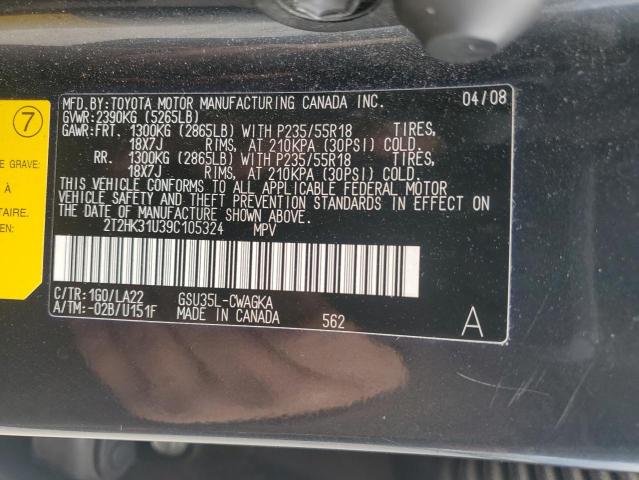 MFD.BY:TOYOTA MOTOR MANUFACTURING CANADA INC. 04/08
GVWR:2390KG (5265LB)
GAWR:FRT. 1300KG (2865LB) WITH P235/55R18 TIRES,
18X7J RIMS, AT 210KPA (30PSI) COLD.
RR. 1300KG (2865LB) WITH P235/55R18 TIRES,
18X7J RIMS, AT 210KPA (30PSI) COLD.
THIS VEHICLE CONFORMS TO ALL APPLICABLE FEDERAL MOTOR
VEHICLE SAFETY AND THEFT PREVENTION STANDARDS IN EFFECT ON
THE DATE OF MANUFACTURE SHOWN ABOVE.
2T2HK31U39C105324 MPV
C/TR:1G0/LA22 GSU35L-CWAGKA
A/TM:-02B/U151F MADE IN CANADA 562 A
7
E GRAVE:
À
TAIRE.
EN: